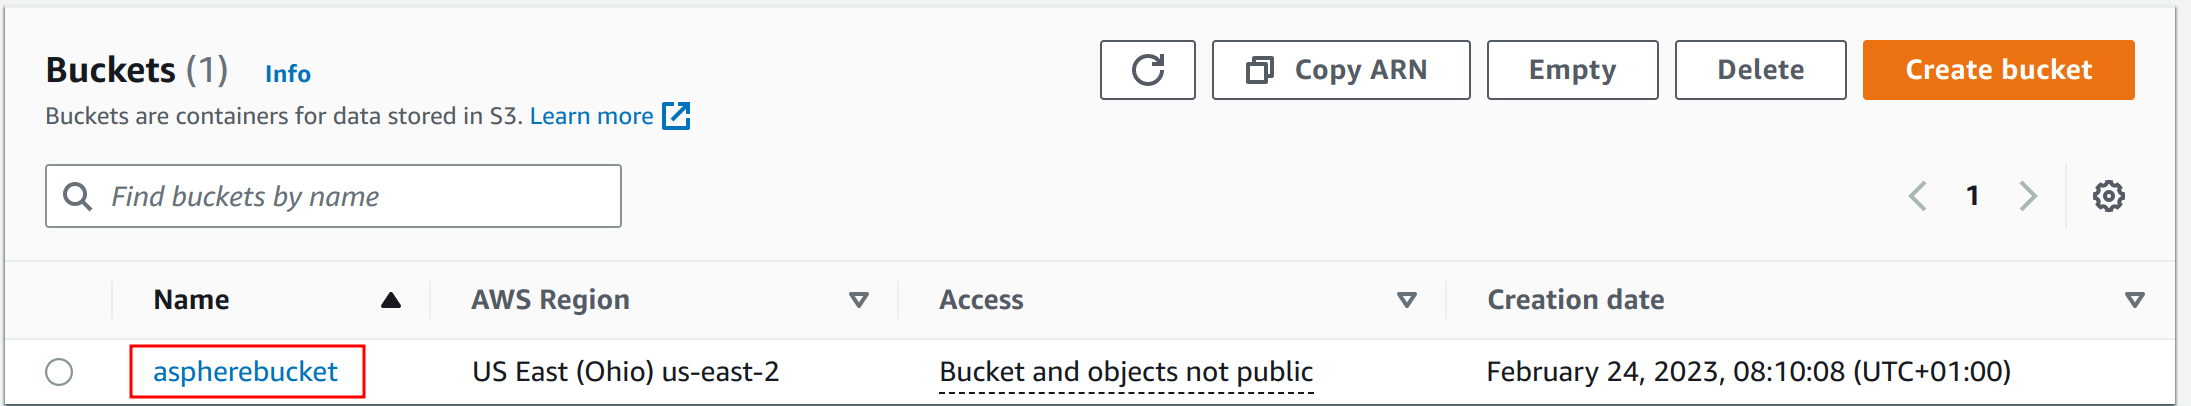 Buckets (1) Info
Copy ARN
Empty
Delete
Create bucket
Buckets are containers for data stored in S3. Learn more
Find buckets by name
1
Name AWS Region Access Creation date
aspherebucket US East (Ohio) us-east-2 Bucket and objects not public February 24, 2023, 08:10:08 (UTC+01:00)